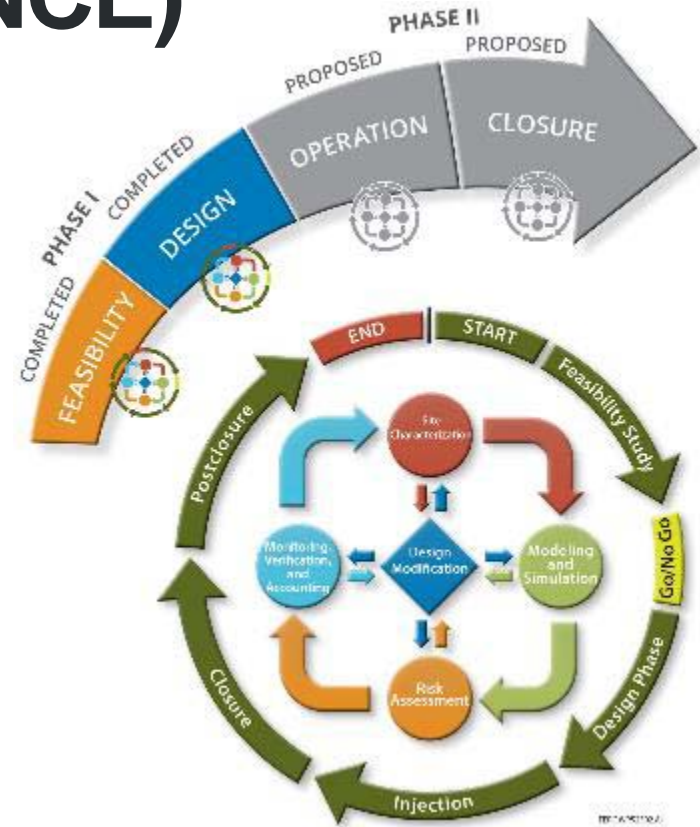 NCE)
PHASE II
PROPOSED
PROPOSED
OPERATION
CLOSURE
PHASE I
COMPLETED
DESIGN
COMPLETED
FEASIBILITY
END
START
Feasibility Study
Go/No Go
Design Phase
Injection
Closure
Postclosure
Site
Characterization
Monitoring,
Verification,
and
Accounting
Design
Modification
Modeling
and
Simulation
Risk
Assessment